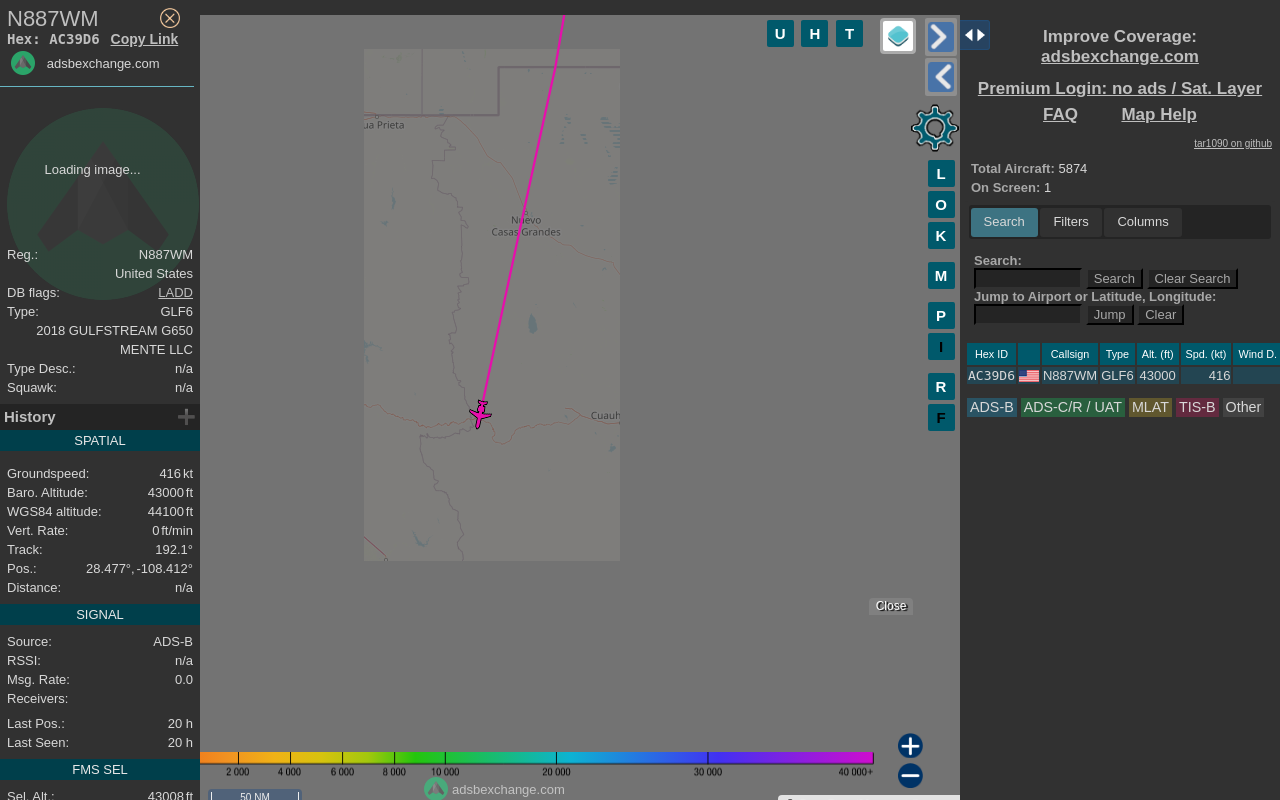 N887WM
Hex: AC39D6 Copy Link
adsbexchange.com
Loading image...
Reg.: N887WM
United States
DB flags: LADD
Type: GLF6
2018 GULFSTREAM G650
MENTE LLC
Type Desc.: n/a
Squawk: n/a
History
SPATIAL
Groundspeed: 416 kt
Baro. Altitude: 43000 ft
WGS84 altitude: 44100 ft
Vert. Rate: 0 ft/min
Track: 192.1°
Pos.: 28.477°, -108.412°
Distance: n/a
SIGNAL
Source: ADS-B
RSSI: n/a
Msg. Rate: 0.0
Receivers:
Last Pos.: 20 h
Last Seen: 20 h
FMS SEL
Sel. Alt.: 43008 ft
U H T
ua Prieta
Nuevo
Casas Grandes
Cuauh
L
O
K
M
P
I
R
F
Close
2 000 4 000 6 000 8 000 10 000 20 000 30 000 40 000+
adsbexchange.com
50 NM
Improve Coverage:
adsbexchange.com
Premium Login: no ads / Sat. Layer
FAQ Map Help
tar1090 on github
Total Aircraft: 5874
On Screen: 1
Search Filters Columns
Search:
Search Clear Search
Jump to Airport or Latitude, Longitude:
Jump Clear
Hex ID Callsign Type Alt. (ft) Spd. (kt) Wind D.
AC39D6 N887WM GLF6 43000 416
ADS-B ADS-C/R / UAT MLAT TIS-B Other